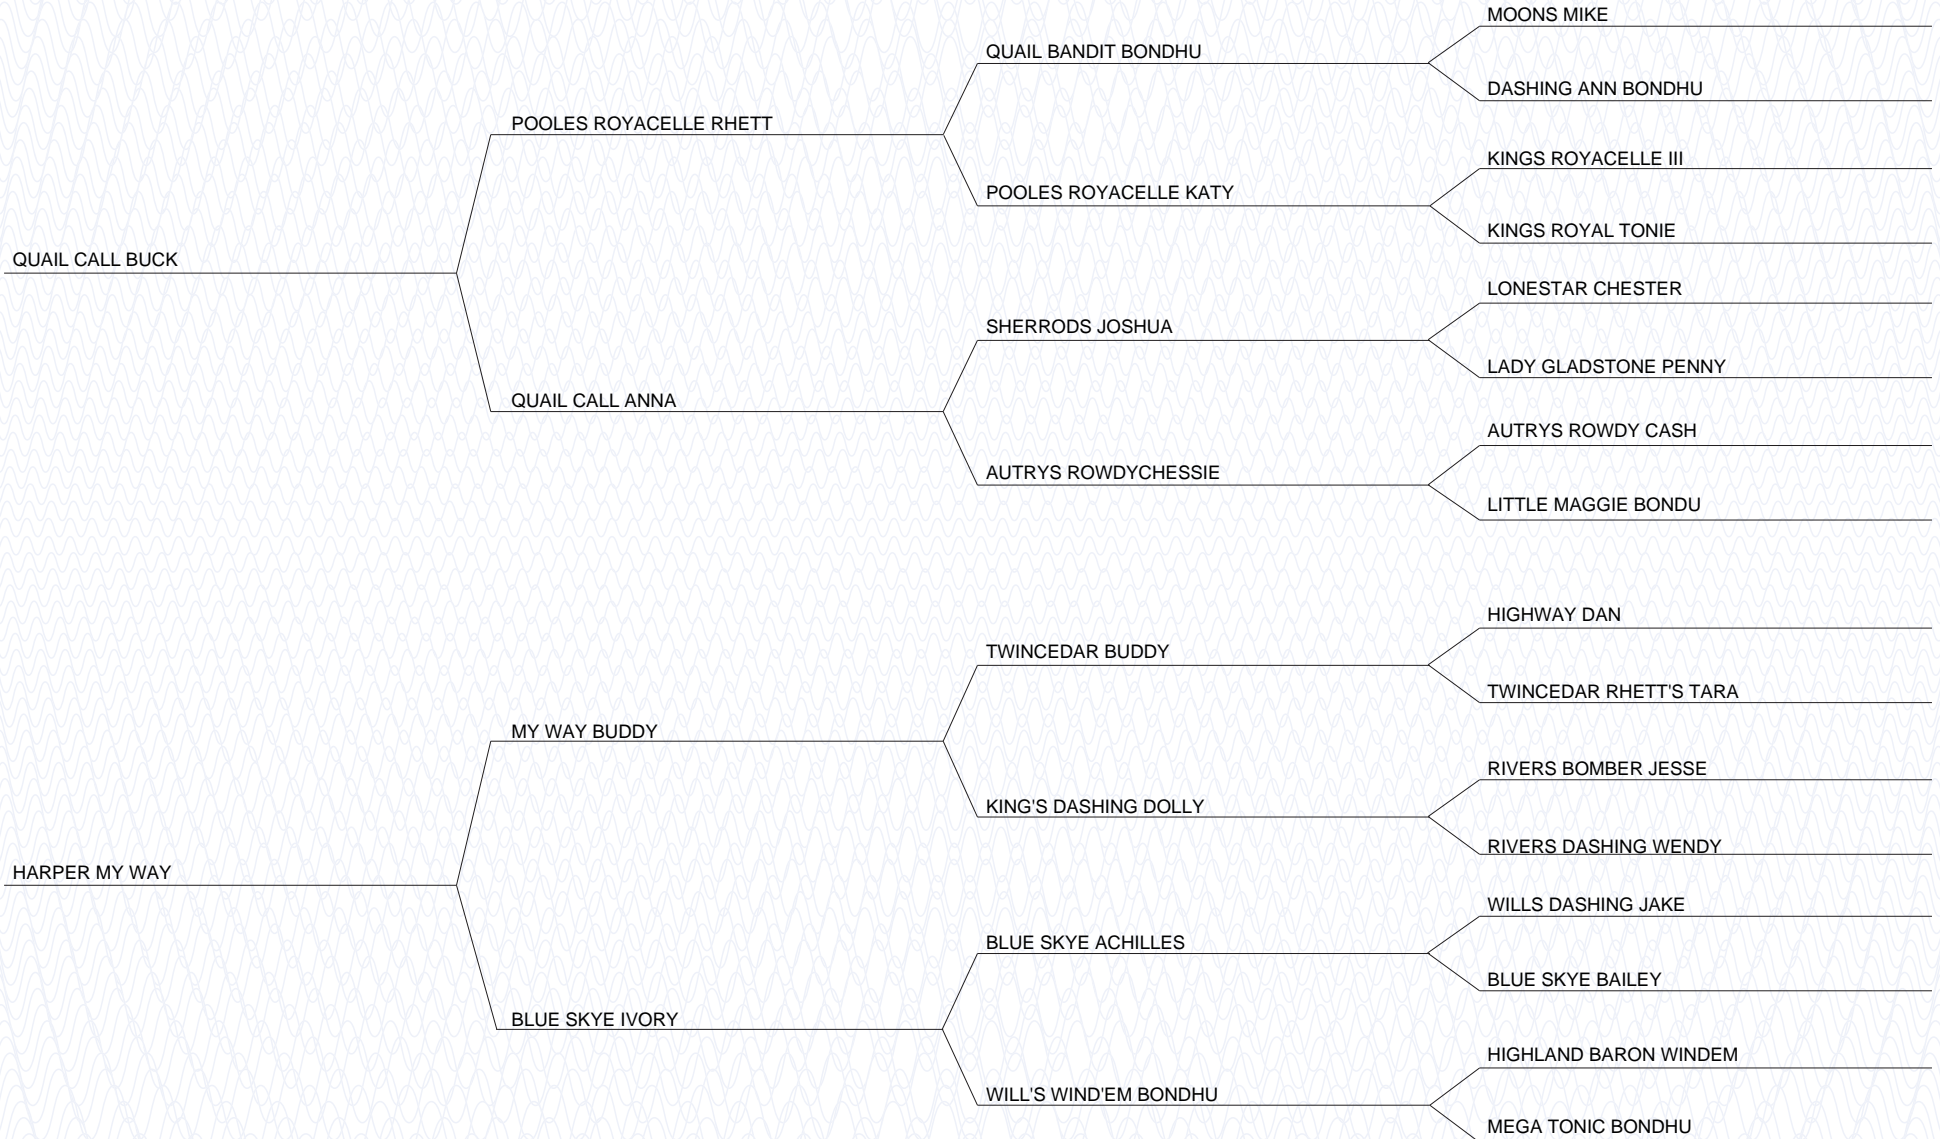 MOONS MIKE
QUAIL BANDIT BONDHU
DASHING ANN BONDHU
POOLES ROYACELLE RHETT
KINGS ROYACELLE III
POOLES ROYACELLE KATY
KINGS ROYAL TONIE
QUAIL CALL BUCK
LONESTAR CHESTER
SHERRODS JOSHUA
LADY GLADSTONE PENNY
QUAIL CALL ANNA
AUTRYS ROWDY CASH
AUTRYS ROWDYCHESSIE
LITTLE MAGGIE BONDU
HIGHWAY DAN
TWINCEDAR BUDDY
TWINCEDAR RHETT'S TARA
MY WAY BUDDY
RIVERS BOMBER JESSE
KING'S DASHING DOLLY
RIVERS DASHING WENDY
HARPER MY WAY
WILLS DASHING JAKE
BLUE SKYE ACHILLES
BLUE SKYE BAILEY
BLUE SKYE IVORY
HIGHLAND BARON WINDEM
WILL'S WIND'EM BONDHU
MEGA TONIC BONDHU